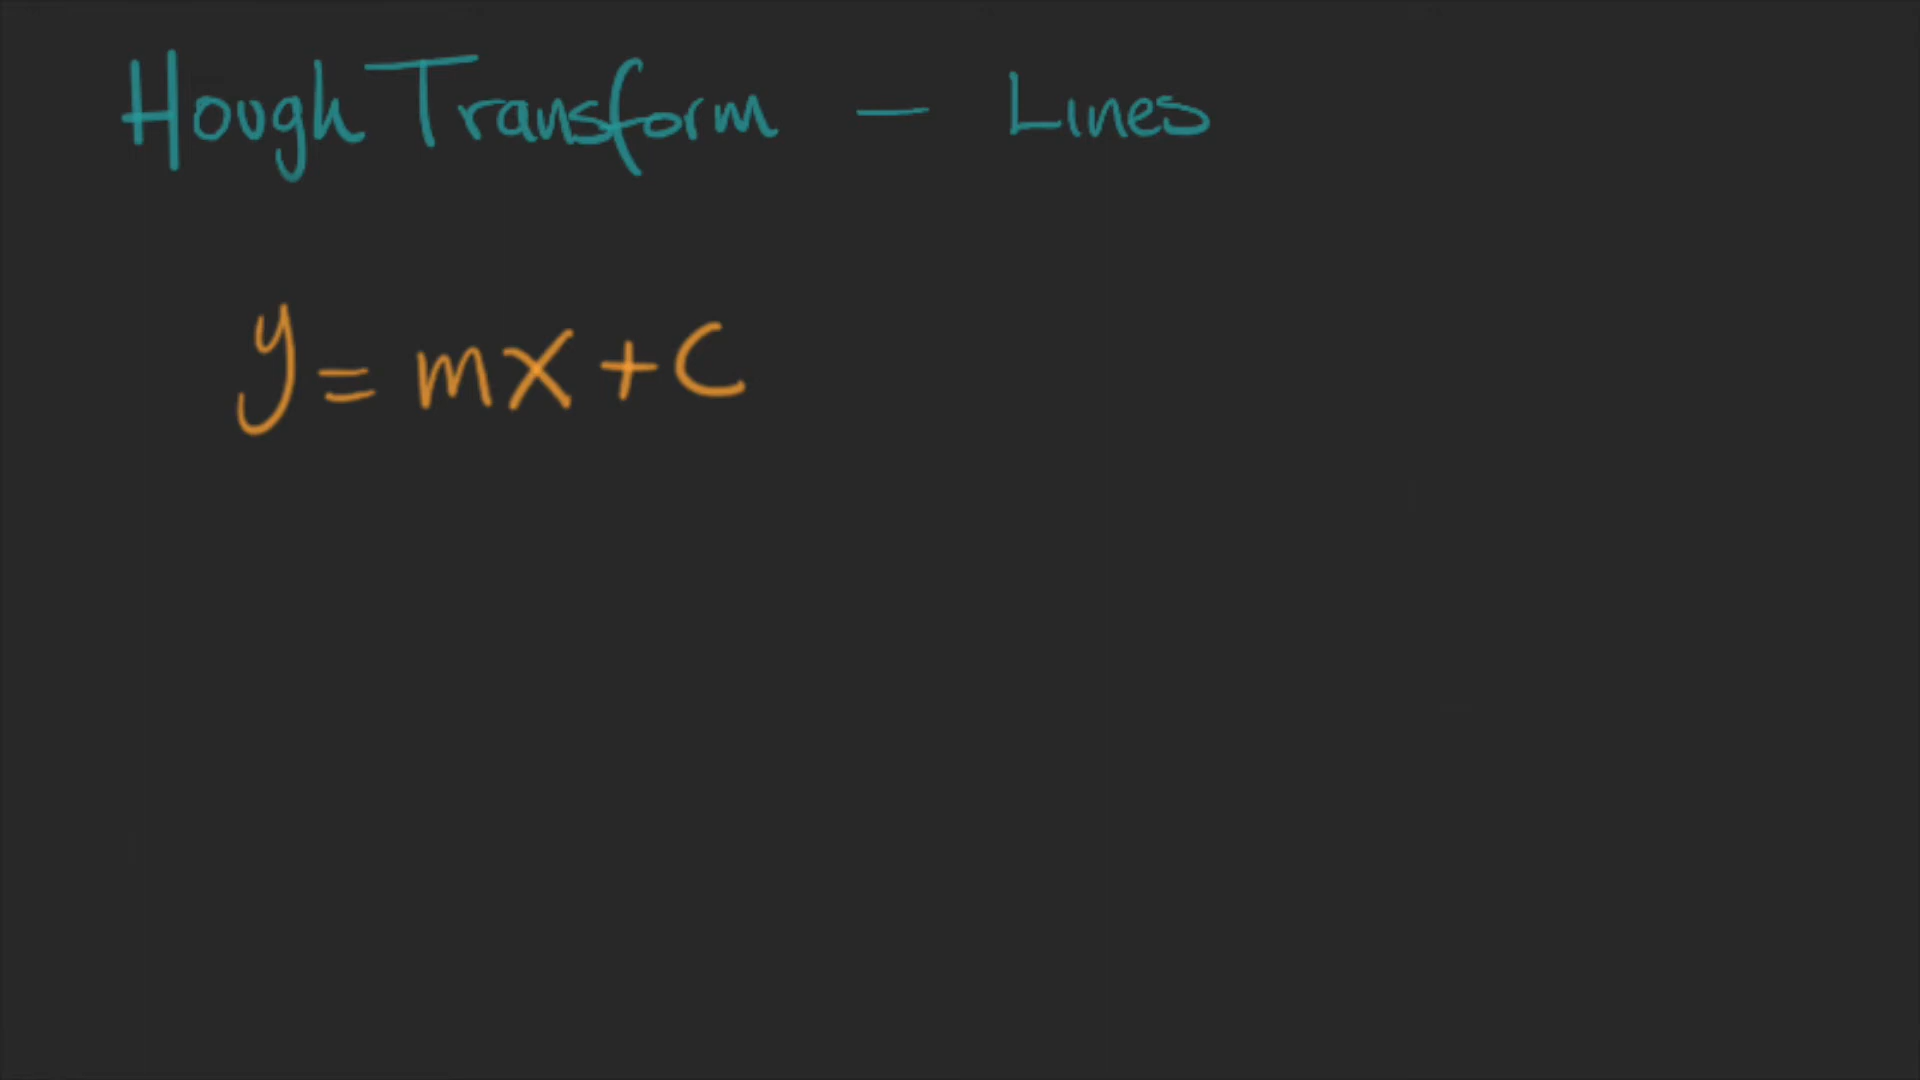 Hough Transform — Lines
y = mx + c